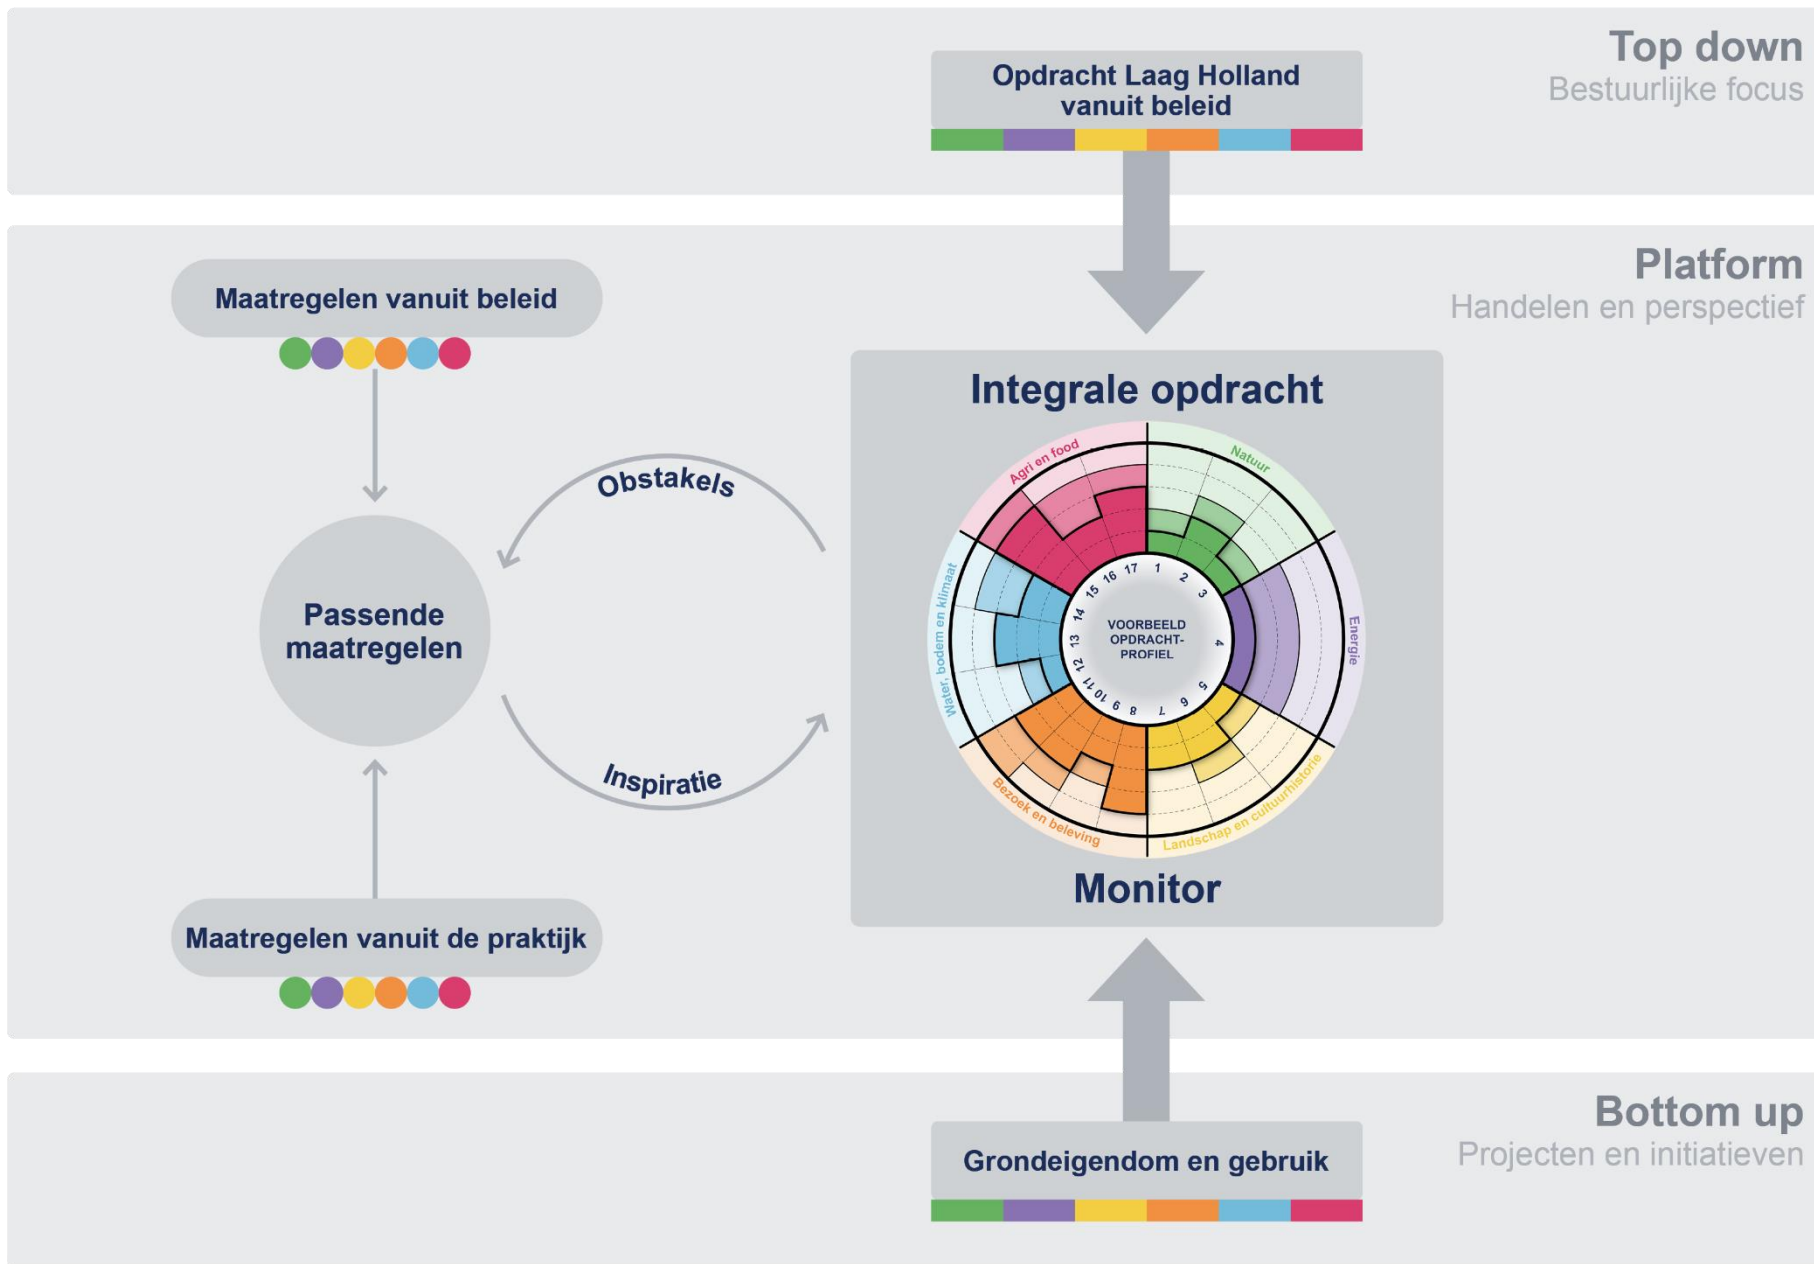 Top down
Bestuurlijke focus
Opdracht Laag Holland
vanuit beleid
Platform
Handelen en perspectief
Maatregelen vanuit beleid
Obstakels
Passende
maatregelen
Inspiratie
Maatregelen vanuit de praktijk
Integrale opdracht
Agri en food
Natuur
Water, bodem en klimaat
Energie
Bezoek en beleving
Landschap en cultuurhistorie
1
2
3
4
5
6
7
8
9
10
11
12
13
14
15
16
17
VOORBEELD
OPDRACHT-
PROFIEL
Monitor
Bottom up
Projecten en initiatieven
Grondeigendom en gebruik